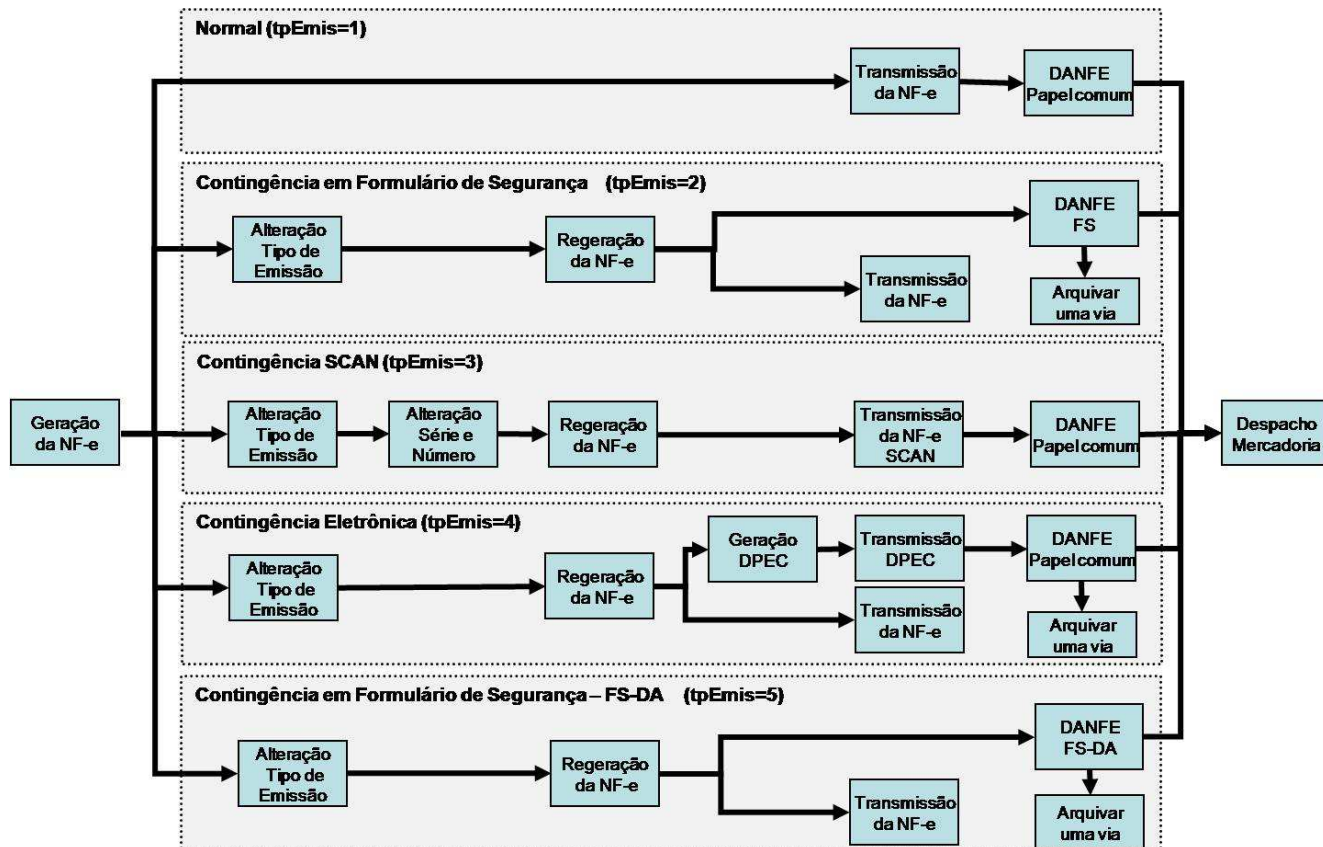 Normal (tpEmis=1)
Transmissão
da NF-e
DANFE
Papel comum
Contingência em Formulário de Segurança (tpEmis=2)
Alteração
Tipo de
Emissão
Regeração
da NF-e
DANFE
FS
Transmissão
da NF-e
Arquivar
uma via
Contingência SCAN (tpEmis=3)
Geração
da NF-e
Alteração
Tipo de
Emissão
Alteração
Série e
Número
Regeração
da NF-e
Transmissão
da NF-e
SCAN
DANFE
Papel comum
Despacho
Mercadoria
Contingência Eletrônica (tpEmis=4)
Alteração
Tipo de
Emissão
Regeração
da NF-e
Geração
DPEC
Transmissão
DPEC
DANFE
Papel comum
Transmissão
da NF-e
Arquivar
uma via
Contingência em Formulário de Segurança – FS-DA (tpEmis=5)
Alteração
Tipo de
Emissão
Regeração
da NF-e
DANFE
FS-DA
Transmissão
da NF-e
Arquivar
uma via